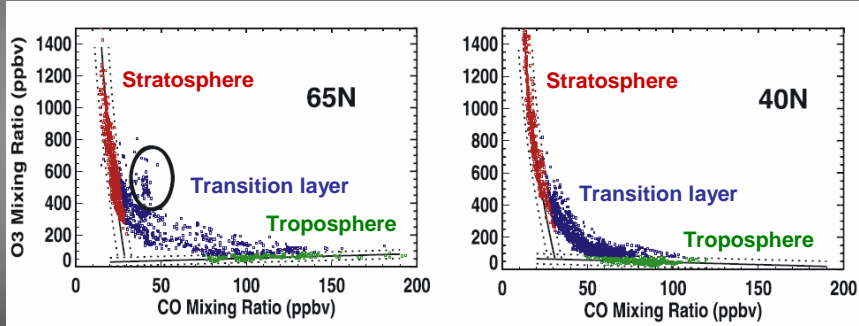 O3 Mixing Ratio (ppbv)
1400
1200
1000
800
600
400
200
0
Stratosphere
65N
Transition layer
Troposphere
0 50 100 150 200
CO Mixing Ratio (ppbv)
1400
1200
1000
800
600
400
200
0
Stratosphere
40N
Transition layer
Troposphere
0 50 100 150 200
CO Mixing Ratio (ppbv)